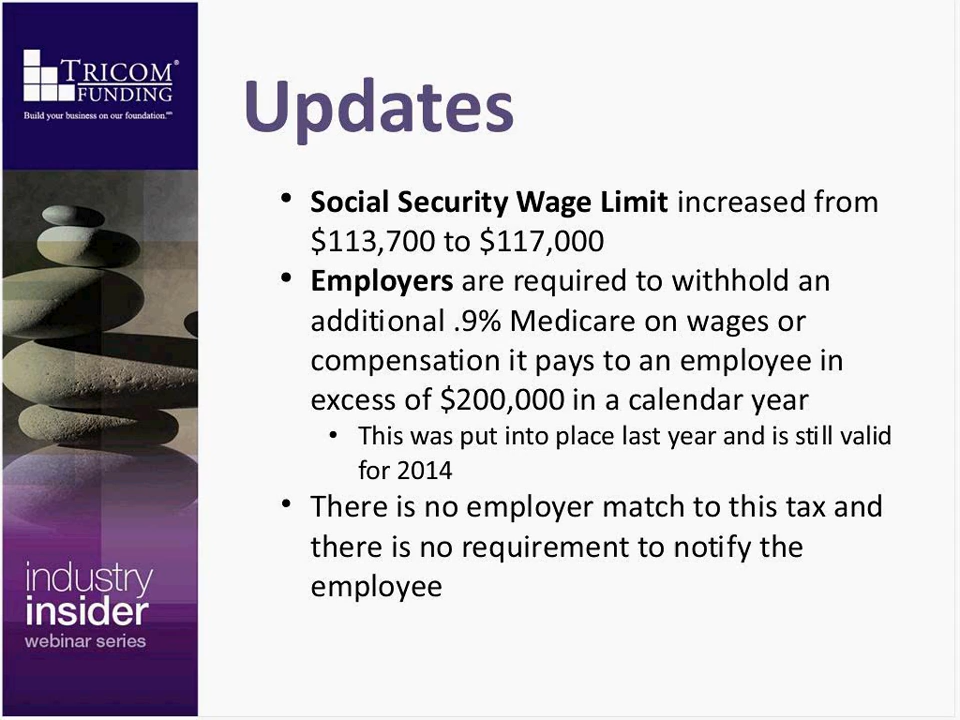 TRICOM®
FUNDING
Build your business on our foundation.℠
Updates
• Social Security Wage Limit increased from
$113,700 to $117,000
• Employers are required to withhold an
additional .9% Medicare on wages or
compensation it pays to an employee in
excess of $200,000 in a calendar year
• This was put into place last year and is still valid
for 2014
• There is no employer match to this tax and
there is no requirement to notify the
employee
industry
insider
webinar series